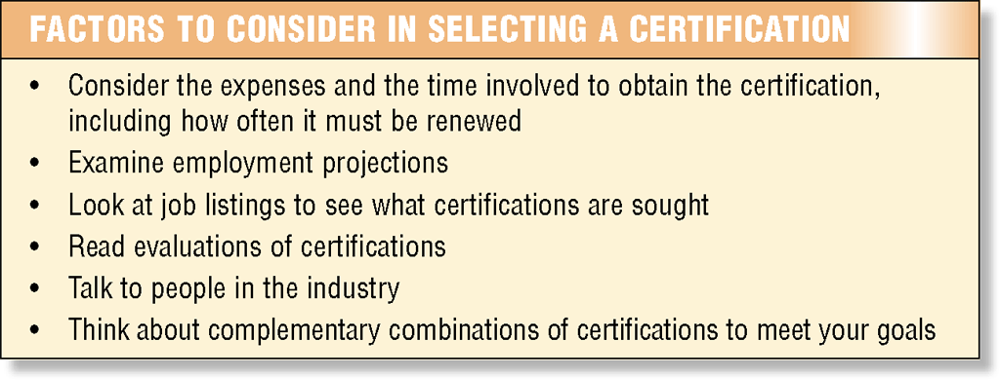 FACTORS TO CONSIDER IN SELECTING A CERTIFICATION
• Consider the expenses and the time involved to obtain the certification,
including how often it must be renewed
• Examine employment projections
• Look at job listings to see what certifications are sought
• Read evaluations of certifications
• Talk to people in the industry
• Think about complementary combinations of certifications to meet your goals